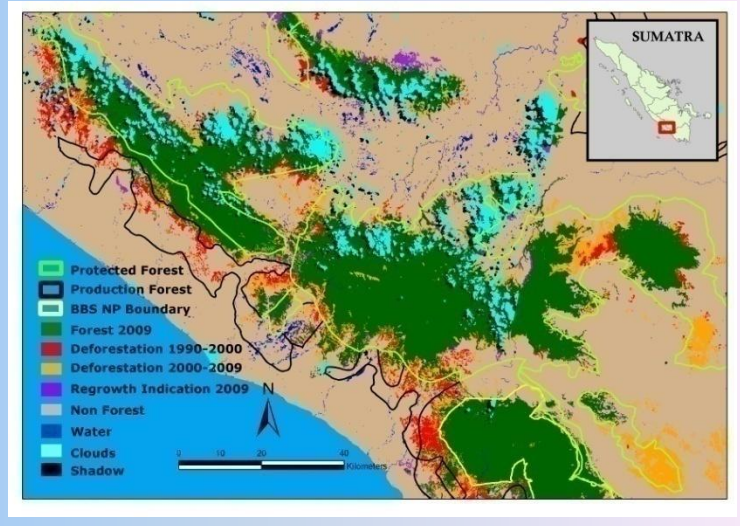 SUMATRA
Protected Forest
Production Forest
BBS NP Boundary
Forest 2009
Deforestation 1990-2000
Deforestation 2000-2009
Regrowth Indication 2009
N
Non Forest
Water
Clouds
Shadow
0 10 20 40
Kilometers